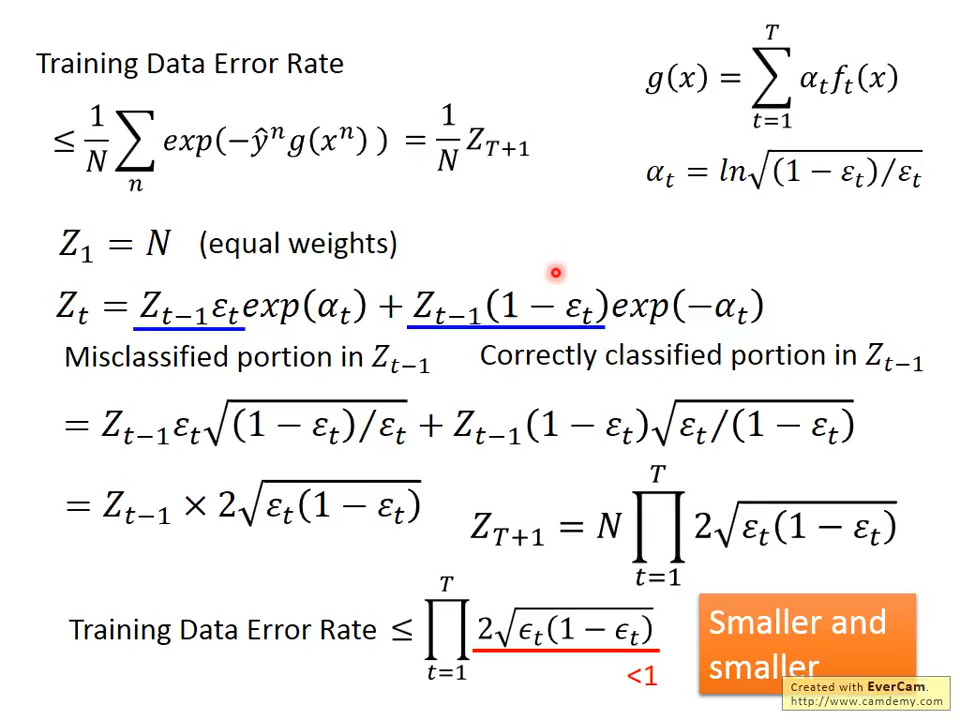 Training Data Error Rate
g(x) = ∑_{t=1}^{T} α_t f_t(x)
≤ \frac{1}{N} ∑_n exp(−ŷ^n g(x^n) ) = \frac{1}{N} Z_{T+1}
α_t = ln√((1 − ε_t)/ε_t)
Z_1 = N (equal weights)
Z_t = Z_{t−1}ε_t exp(α_t) + Z_{t−1}(1 − ε_t)exp(−α_t)
Misclassified portion in Z_{t−1} Correctly classified portion in Z_{t−1}
= Z_{t−1}ε_t√((1 − ε_t)/ε_t) + Z_{t−1}(1 − ε_t)√(ε_t/(1 − ε_t))
= Z_{t−1} × 2√(ε_t(1 − ε_t))
Z_{T+1} = N ∏_{t=1}^{T} 2√(ε_t(1 − ε_t))
Training Data Error Rate ≤ ∏_{t=1}^{T} 2√(ϵ_t(1 − ϵ_t))
<1
Smaller and
smaller
Created with EverCam.
http://www.camdemy.com